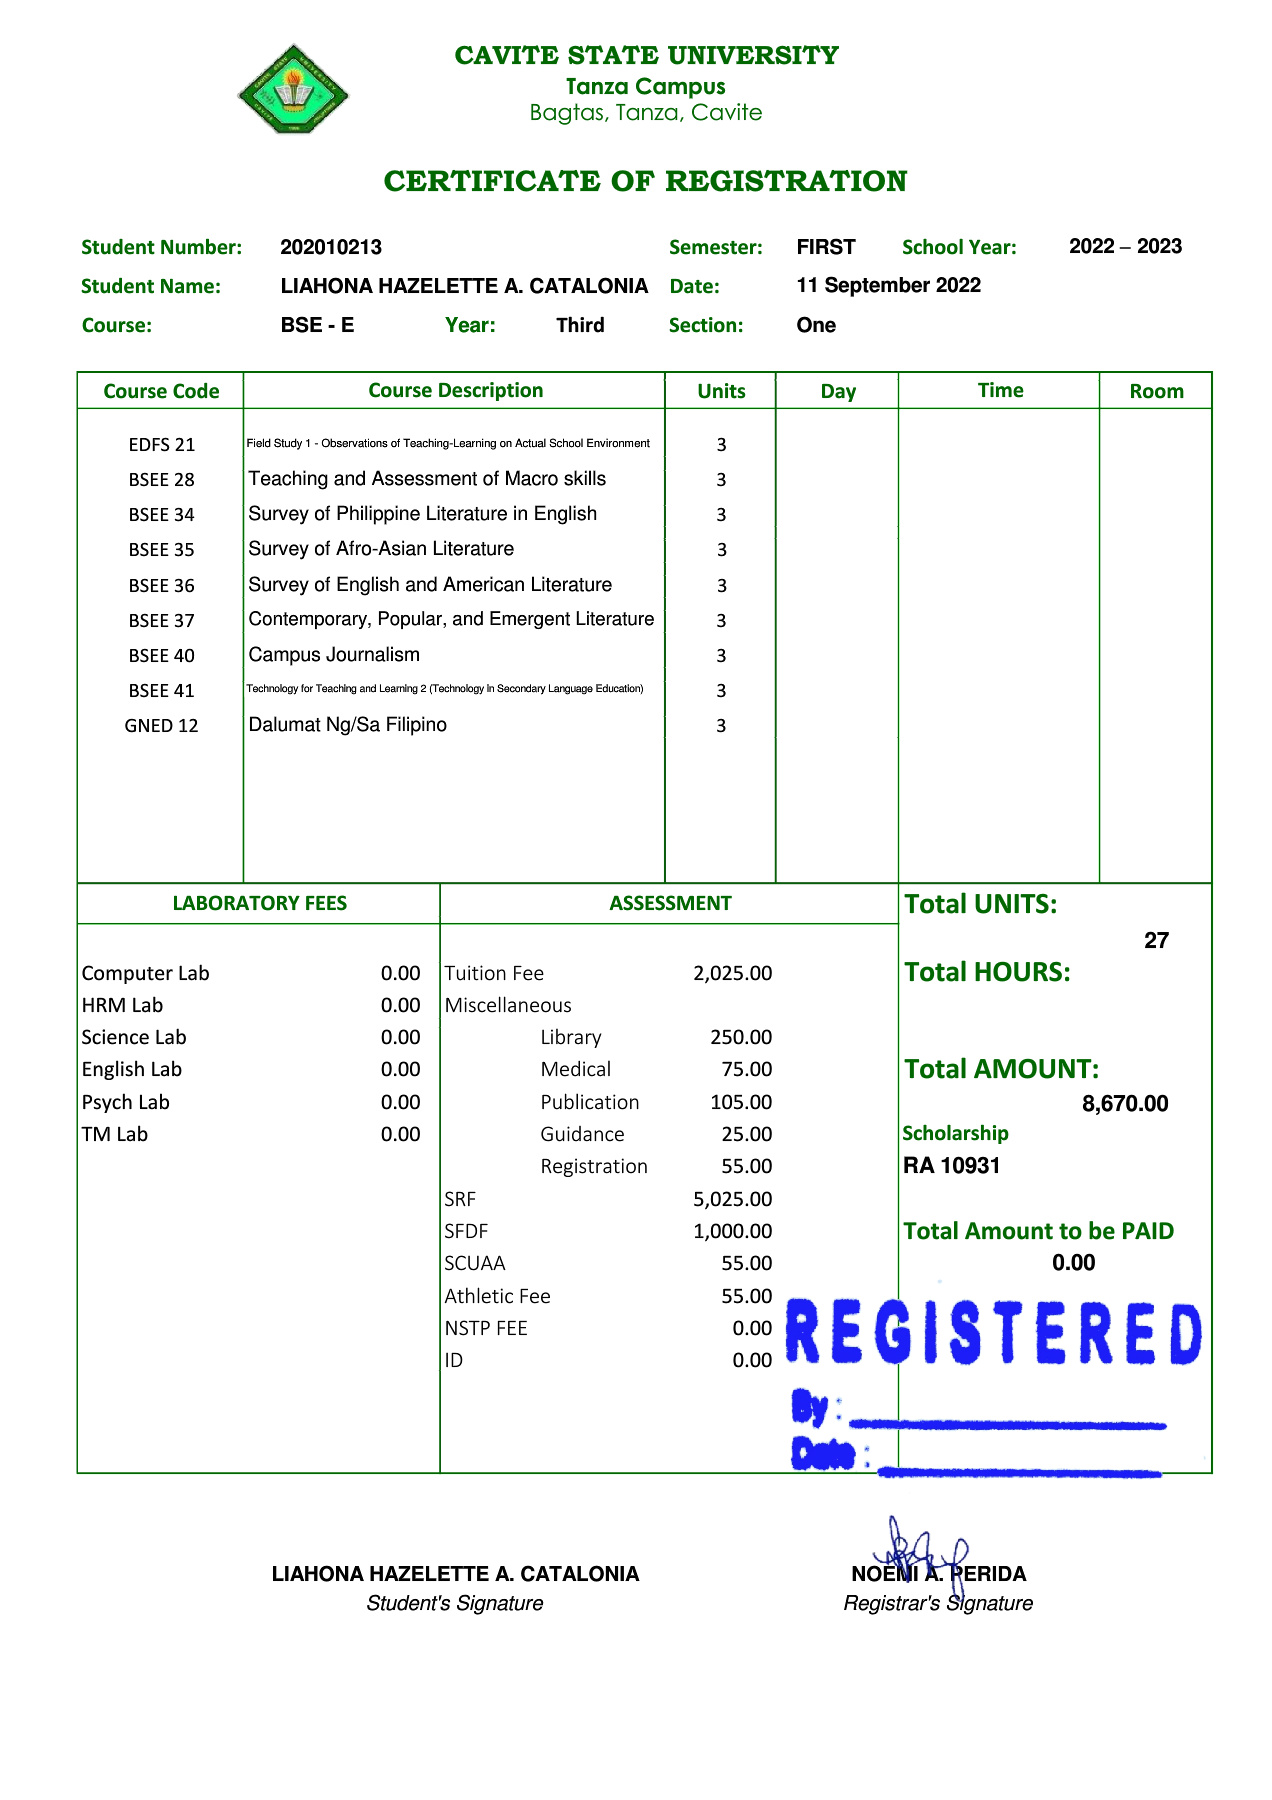 CAVITE STATE UNIVERSITY
Tanza Campus
Bagtas, Tanza, Cavite
CERTIFICATE OF REGISTRATION
Student Number: 202010213 Semester: FIRST School Year: 2022 – 2023
Student Name: LIAHONA HAZELETTE A. CATALONIA Date: 11 September 2022
Course: BSE - E Year: Third Section: One
Course Code Course Description Units Day Time Room
EDFS 21 Field Study 1 - Observations of Teaching-Learning on Actual School Environment 3
BSEE 28 Teaching and Assessment of Macro skills 3
BSEE 34 Survey of Philippine Literature in English 3
BSEE 35 Survey of Afro-Asian Literature 3
BSEE 36 Survey of English and American Literature 3
BSEE 37 Contemporary, Popular, and Emergent Literature 3
BSEE 40 Campus Journalism 3
BSEE 41 Technology for Teaching and Learning 2 (Technology in Secondary Language Education) 3
GNED 12 Dalumat Ng/Sa Filipino 3
LABORATORY FEES
Computer Lab 0.00
HRM Lab 0.00
Science Lab 0.00
English Lab 0.00
Psych Lab 0.00
TM Lab 0.00
ASSESSMENT
Tuition Fee 2,025.00
Miscellaneous
Library 250.00
Medical 75.00
Publication 105.00
Guidance 25.00
Registration 55.00
SRF 5,025.00
SFDF 1,000.00
SCUAA 55.00
Athletic Fee 55.00
NSTP FEE 0.00
ID 0.00
Total UNITS:
27
Total HOURS:
Total AMOUNT:
8,670.00
Scholarship
RA 10931
Total Amount to be PAID
0.00
REGISTERED
By :
Date :
LIAHONA HAZELETTE A. CATALONIA
Student's Signature
NOEMI A. PERIDA
Registrar's Signature